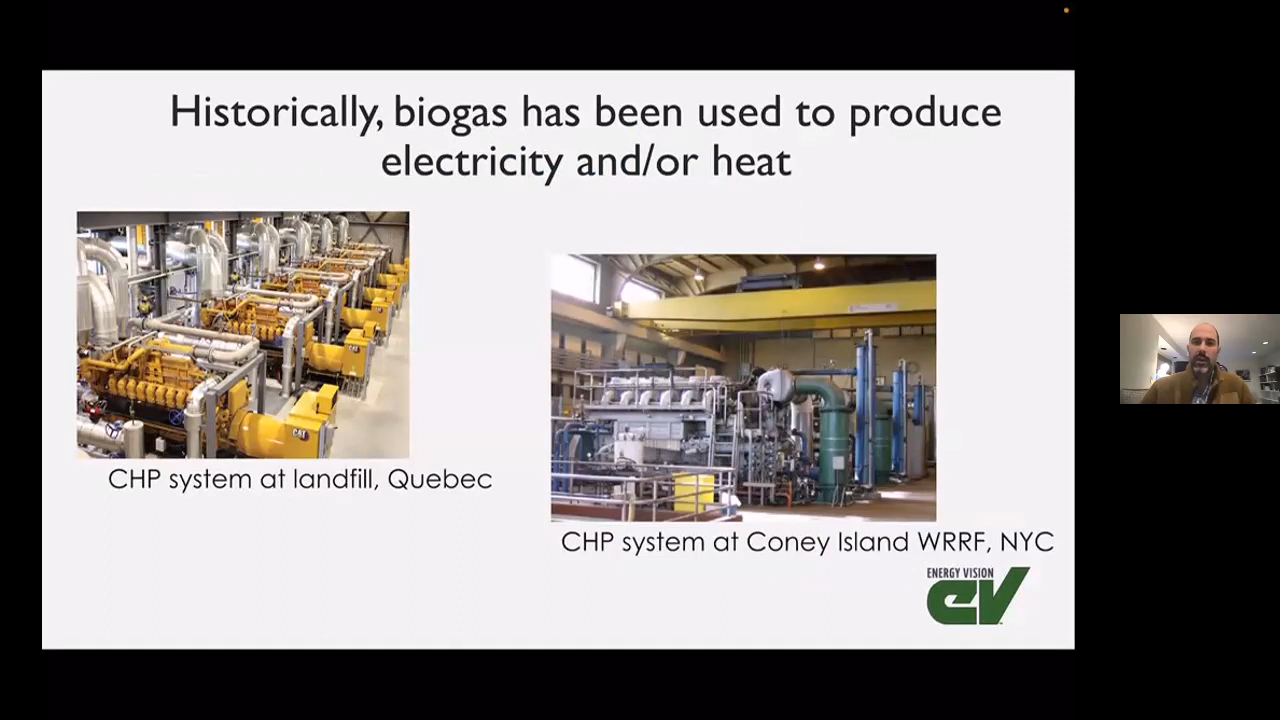 Historically, biogas has been used to produce
electricity and/or heat
CAT
CHP system at landfill, Quebec
CHP system at Coney Island WRRF, NYC
ENERGY VISION
ev